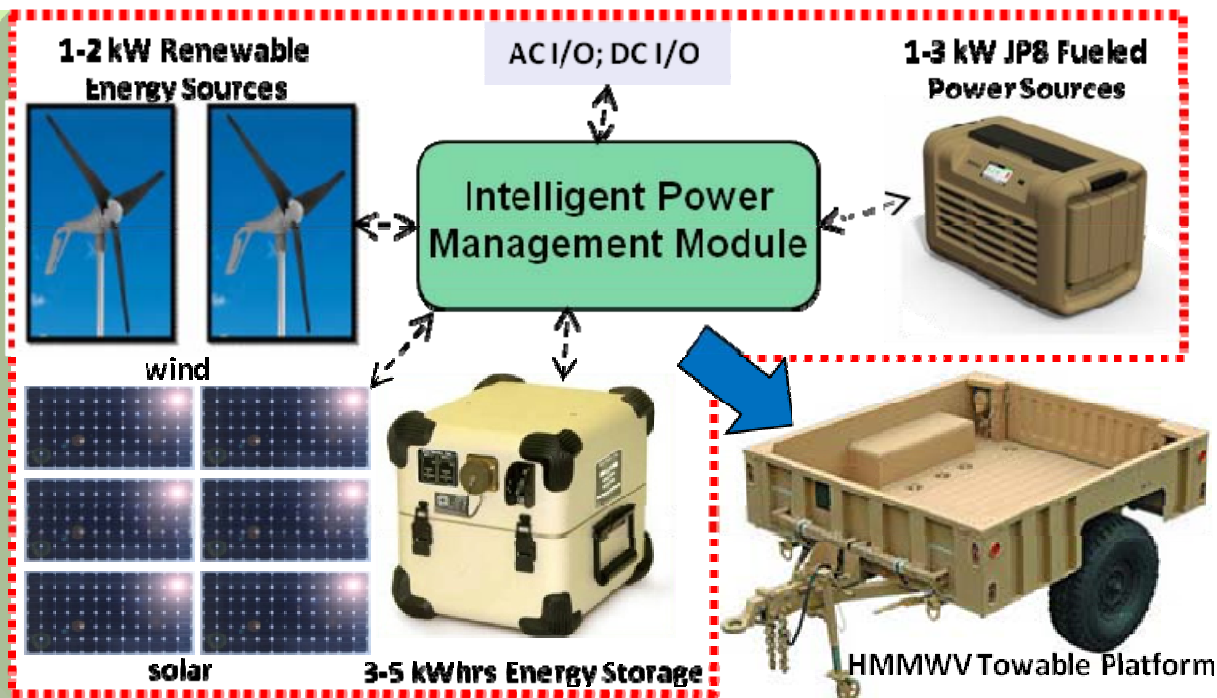 1-2 kW Renewable
Energy Sources
AC I/O; DC I/O
1-3 kW JP8 Fueled
Power Sources
Intelligent Power
Management Module
wind
solar
3-5 kWhrs Energy Storage
HMMWV Towable Platform